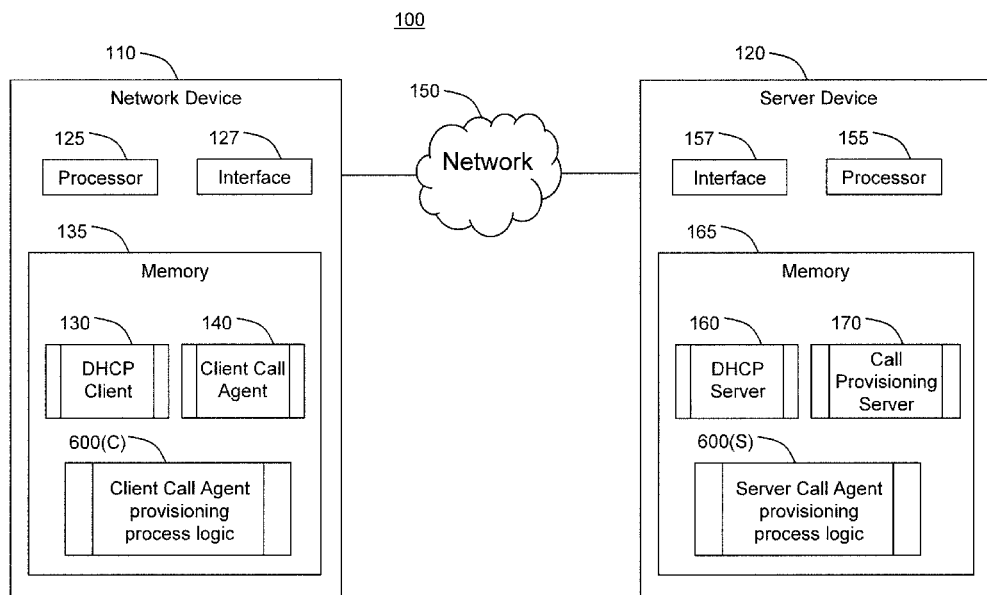 100
110
120
Network Device
150
Server Device
125
127
157
155
Processor
Interface
Network
Interface
Processor
135
165
Memory
Memory
130
140
160
170
DHCP
Client
Client Call
Agent
DHCP
Server
Call
Provisioning
Server
600(C)
600(S)
Client Call Agent
provisioning
process logic
Server Call Agent
provisioning
process logic